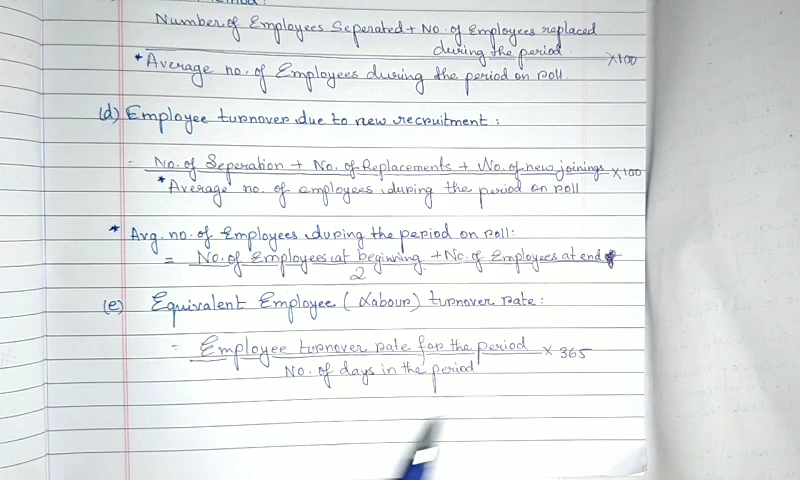 Number of Employees Seperated + No. of Employees replaced
during the period × 100
* Average no. of Employees during the period on roll.
(d) Employee turnover due to new recruitment :
= No. of Seperation + No. of Replacements + No. of new joinings × 100
* Average no. of employees during the period on roll
* Avg. no. of Employees during the period on roll:
= No. of Employees at beginning + No. of Employees at end
2
(e) Equivalent Employee (Labour) turnover rate :
= Employee turnover rate for the period × 365
No. of days in the period